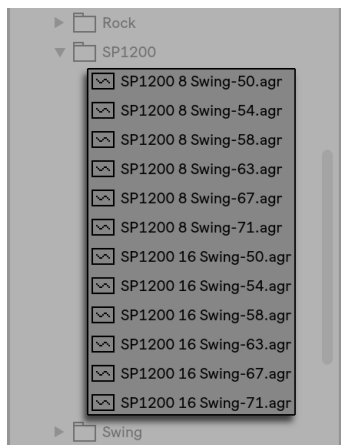 Rock
SP1200
SP1200 8 Swing-50.agr
SP1200 8 Swing-54.agr
SP1200 8 Swing-58.agr
SP1200 8 Swing-63.agr
SP1200 8 Swing-67.agr
SP1200 8 Swing-71.agr
SP1200 16 Swing-50.agr
SP1200 16 Swing-54.agr
SP1200 16 Swing-58.agr
SP1200 16 Swing-63.agr
SP1200 16 Swing-67.agr
SP1200 16 Swing-71.agr
Swing